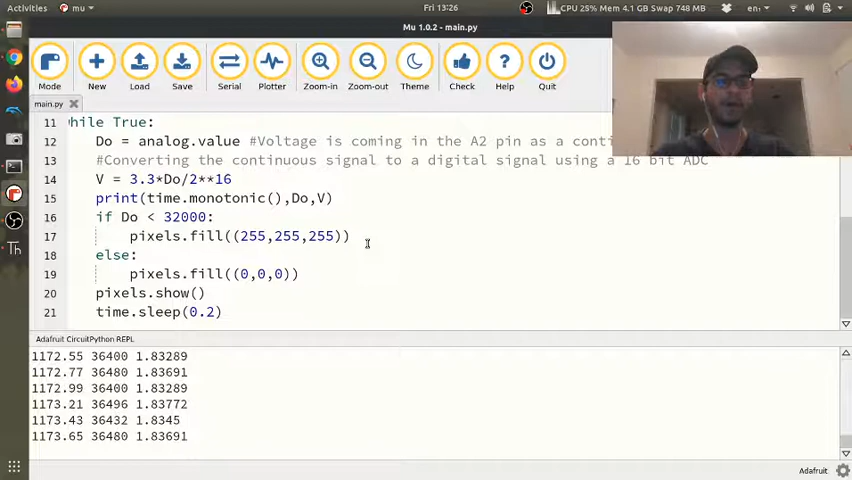 Activities mu Fri 13:26 CPU 25% Mem 4.1 GB Swap 748 MB en
Mu 1.0.2 - main.py
Mode New Load Save Serial Plotter Zoom-in Zoom-out Theme Check Help Quit
main.py
11 while True:
12 Do = analog.value #Voltage is coming in the A2 pin as a conti
13 #Converting the continuous signal to a digital signal using a 16 bit ADC
14 V = 3.3*Do/2**16
15 print(time.monotonic(),Do,V)
16 if Do < 32000:
17 pixels.fill((255,255,255))
18 else:
19 pixels.fill((0,0,0))
20 pixels.show()
21 time.sleep(0.2)
Adafruit CircuitPython REPL
1172.55 36400 1.83289
1172.77 36480 1.83691
1172.99 36400 1.83289
1173.21 36496 1.83772
1173.43 36432 1.8345
1173.65 36480 1.83691
Th
Adafruit